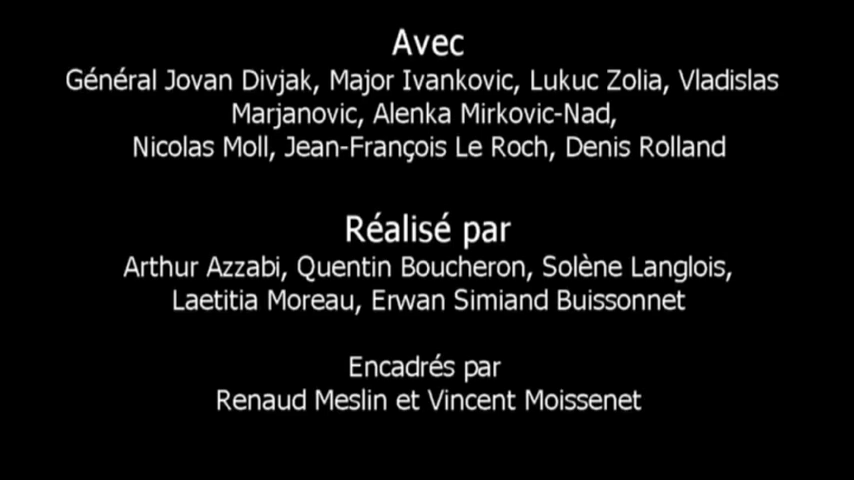 Avec
Général Jovan Divjak, Major Ivankovic, Lukuc Zolia, Vladislas
Marjanovic, Alenka Mirkovic-Nad,
Nicolas Moll, Jean-François Le Roch, Denis Rolland
Réalisé par
Arthur Azzabi, Quentin Boucheron, Solène Langlois,
Laetitia Moreau, Erwan Simiand Buissonnet
Encadrés par
Renaud Meslin et Vincent Moissenet